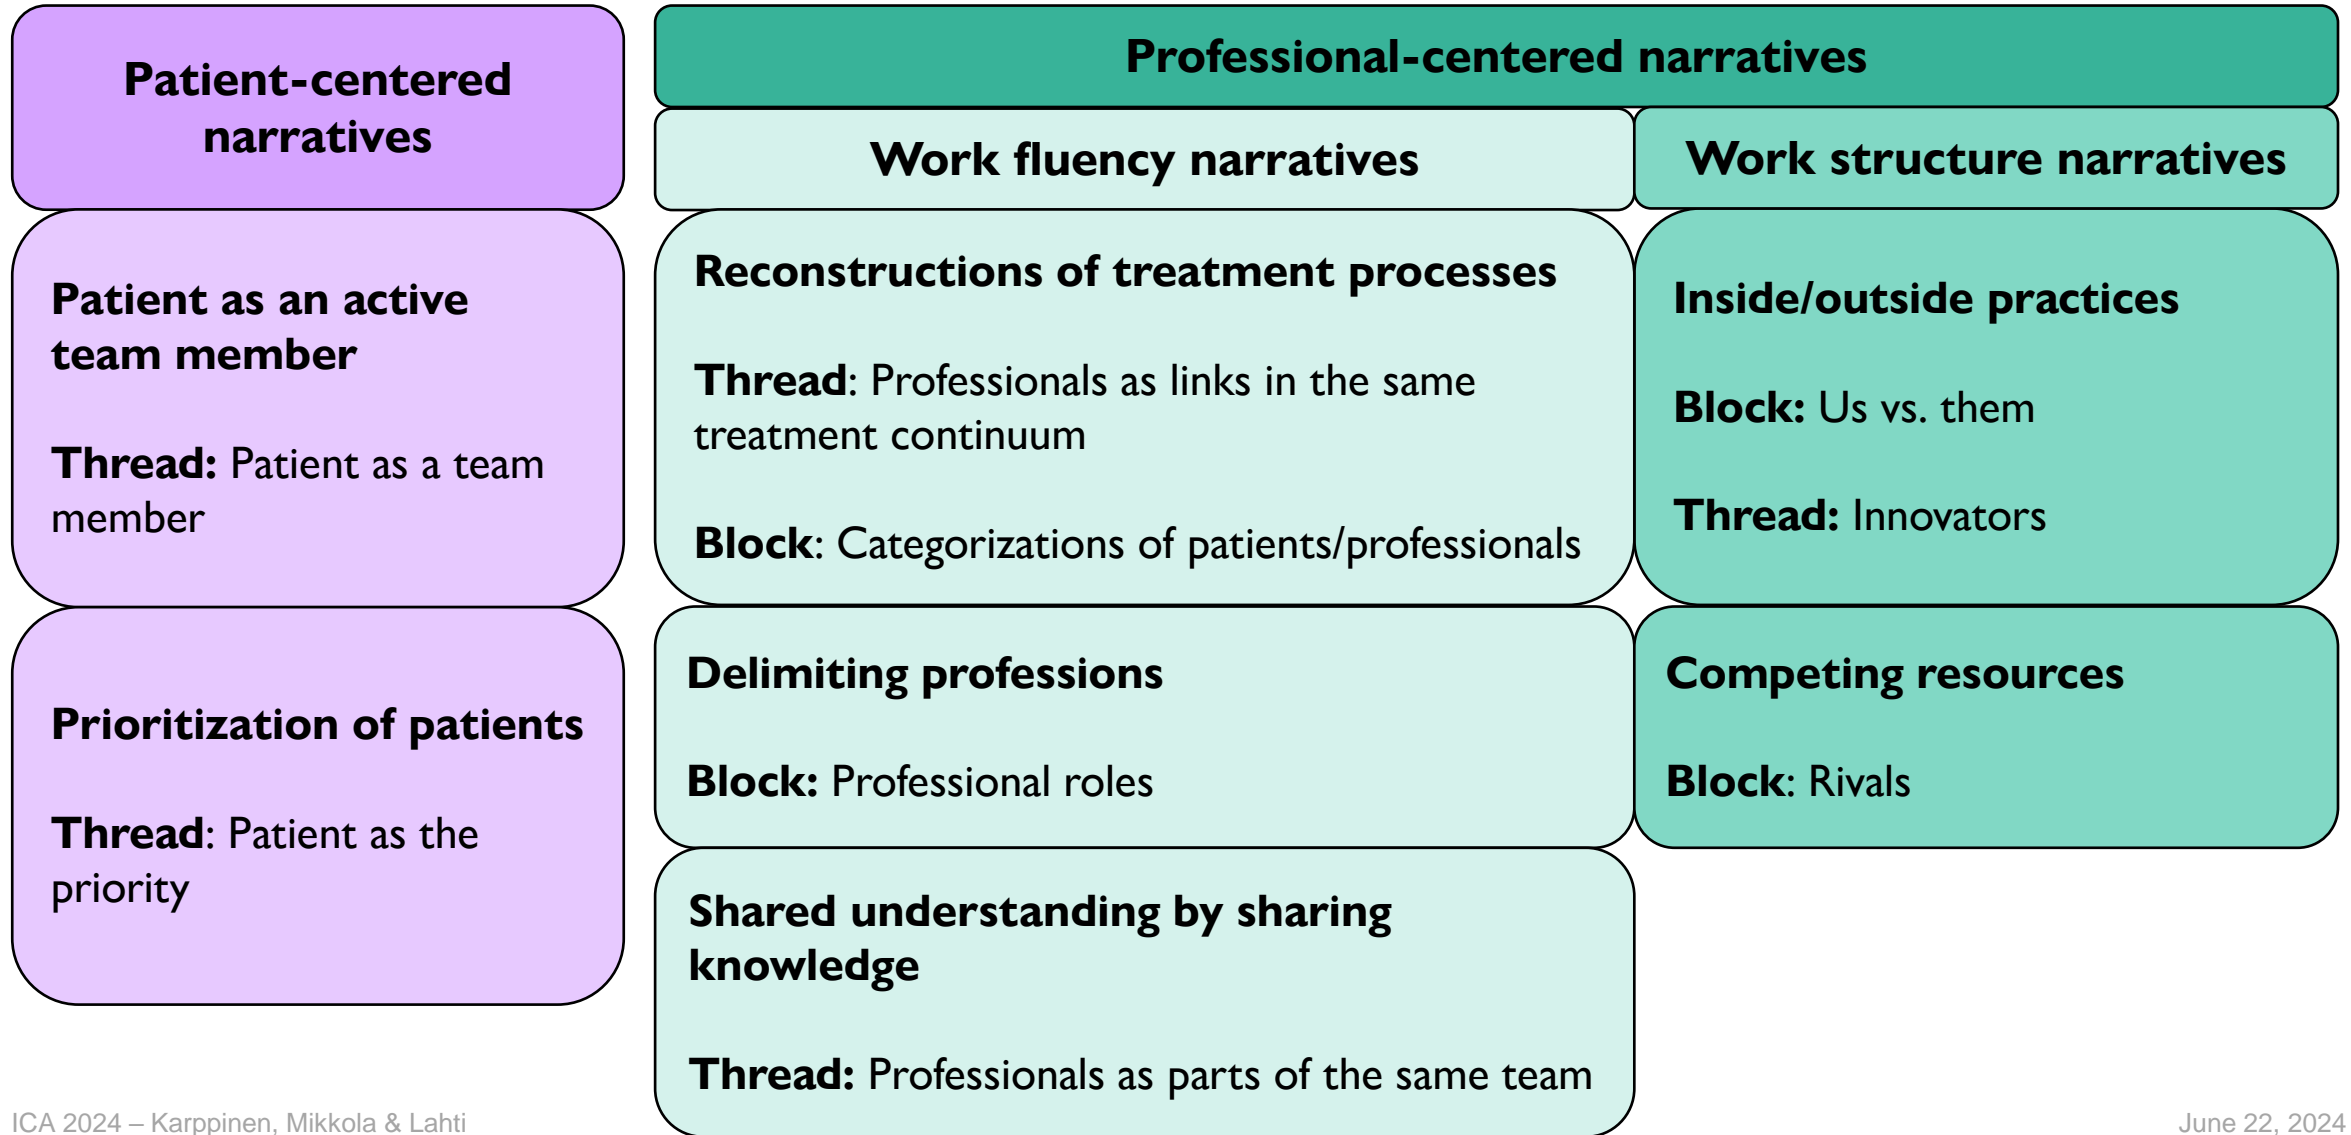 Patient-centered
narratives
Patient as an active
team member
Thread: Patient as a team
member
Prioritization of patients
Thread: Patient as the
priority
Professional-centered narratives
Work fluency narratives
Reconstructions of treatment processes
Thread: Professionals as links in the same
treatment continuum
Block: Categorizations of patients/professionals
Delimiting professions
Block: Professional roles
Shared understanding by sharing
knowledge
Thread: Professionals as parts of the same team
Work structure narratives
Inside/outside practices
Block: Us vs. them
Thread: Innovators
Competing resources
Block: Rivals
ICA 2024 – Karppinen, Mikkola & Lahti
June 22, 2024